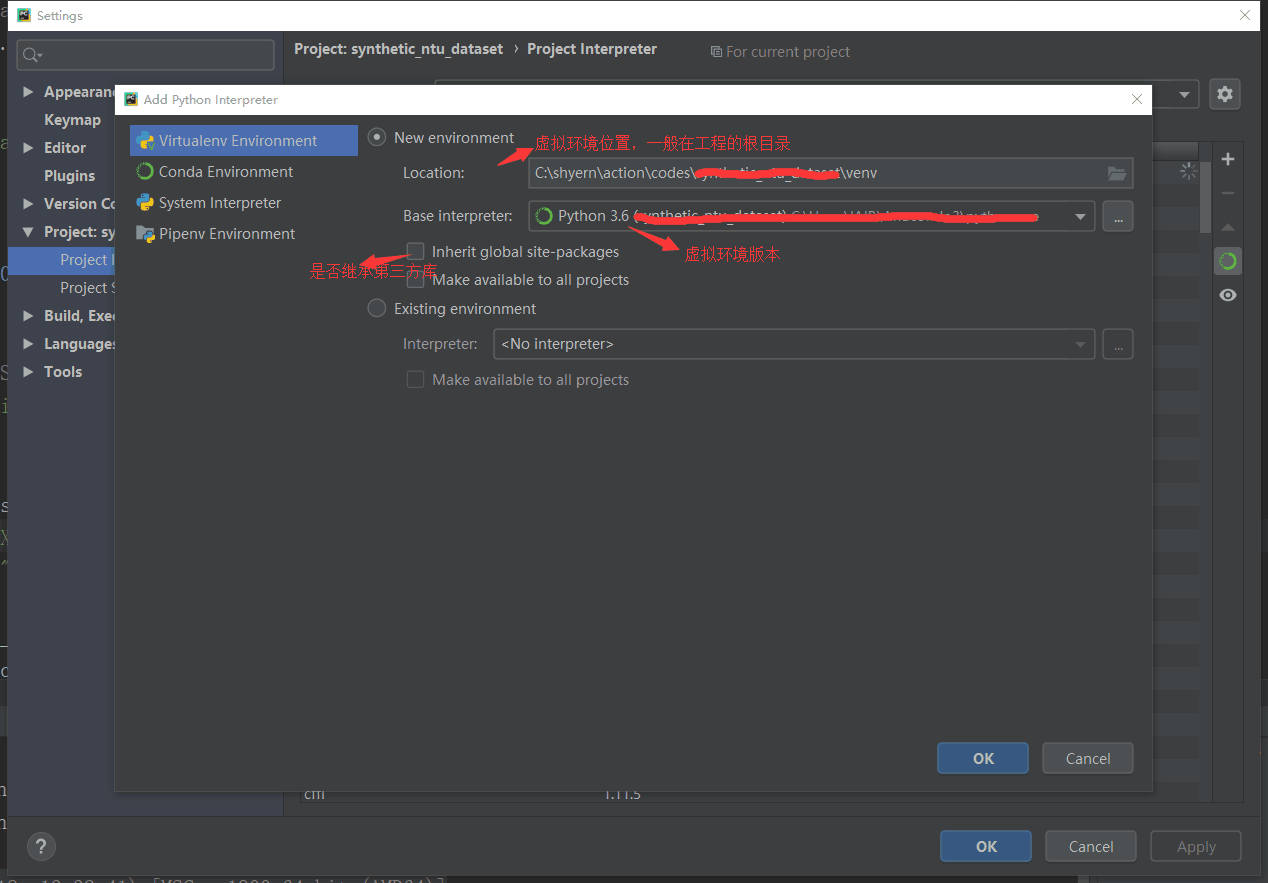 Settings
Project: synthetic_ntu_dataset › Project Interpreter
For current project
Appearan
Keymap
Editor
Plugins
Version Co
Project: sy
Project I
Project S
Build, Exec
Languages
Tools
Add Python Interpreter
Virtualenv Environment
Conda Environment
System Interpreter
Pipenv Environment
New environment
虚拟环境位置，一般在工程的根目录
Location:
C:\shyern\action\codes\synthetic_ntu_dataset\venv
Base interpreter:
Python 3.6 (synthetic_ntu_dataset)
...
Inherit global site-packages
虚拟环境版本
是否继承第三方库
Make available to all projects
Existing environment
Interpreter:
<No interpreter>
...
Make available to all projects
OK
Cancel
cffi
1.11.5
?
OK
Cancel
Apply